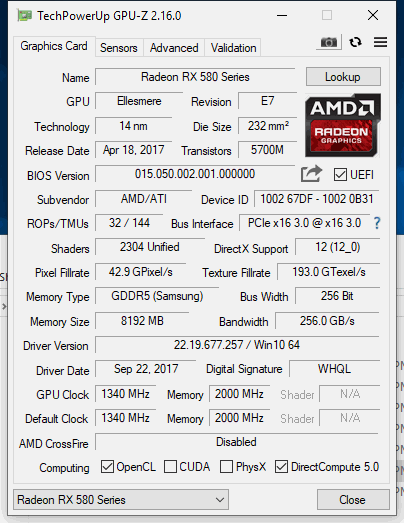 TechPowerUp GPU-Z 2.16.0
Graphics Card Sensors Advanced Validation
Name Radeon RX 580 Series Lookup
GPU Ellesmere Revision E7
AMD
RADEON
GRAPHICS
Technology 14 nm Die Size 232 mm²
Release Date Apr 18, 2017 Transistors 5700M
BIOS Version 015.050.002.001.000000 UEFI
Subvendor AMD/ATI Device ID 1002 67DF - 1002 0B31
ROPs/TMUs 32 / 144 Bus Interface PCIe x16 3.0 @ x16 3.0 ?
Shaders 2304 Unified DirectX Support 12 (12_0)
Pixel Fillrate 42.9 GPixel/s Texture Fillrate 193.0 GTexel/s
Memory Type GDDR5 (Samsung) Bus Width 256 Bit
Memory Size 8192 MB Bandwidth 256.0 GB/s
Driver Version 22.19.677.257 / Win10 64
Driver Date Sep 22, 2017 Digital Signature WHQL
GPU Clock 1340 MHz Memory 2000 MHz Shader N/A
Default Clock 1340 MHz Memory 2000 MHz Shader N/A
AMD CrossFire Disabled
Computing OpenCL CUDA PhysX DirectCompute 5.0
Radeon RX 580 Series Close